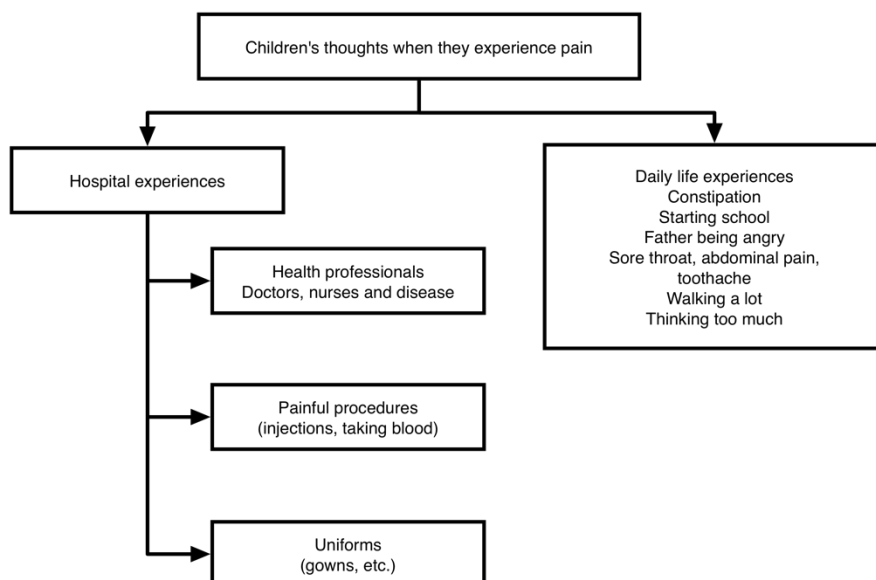 Children's thoughts when they experience pain
Hospital experiences
Daily life experiences
Constipation
Starting school
Father being angry
Sore throat, abdominal pain,
toothache
Walking a lot
Thinking too much
Health professionals
Doctors, nurses and disease
Painful procedures
(injections, taking blood)
Uniforms
(gowns, etc.)